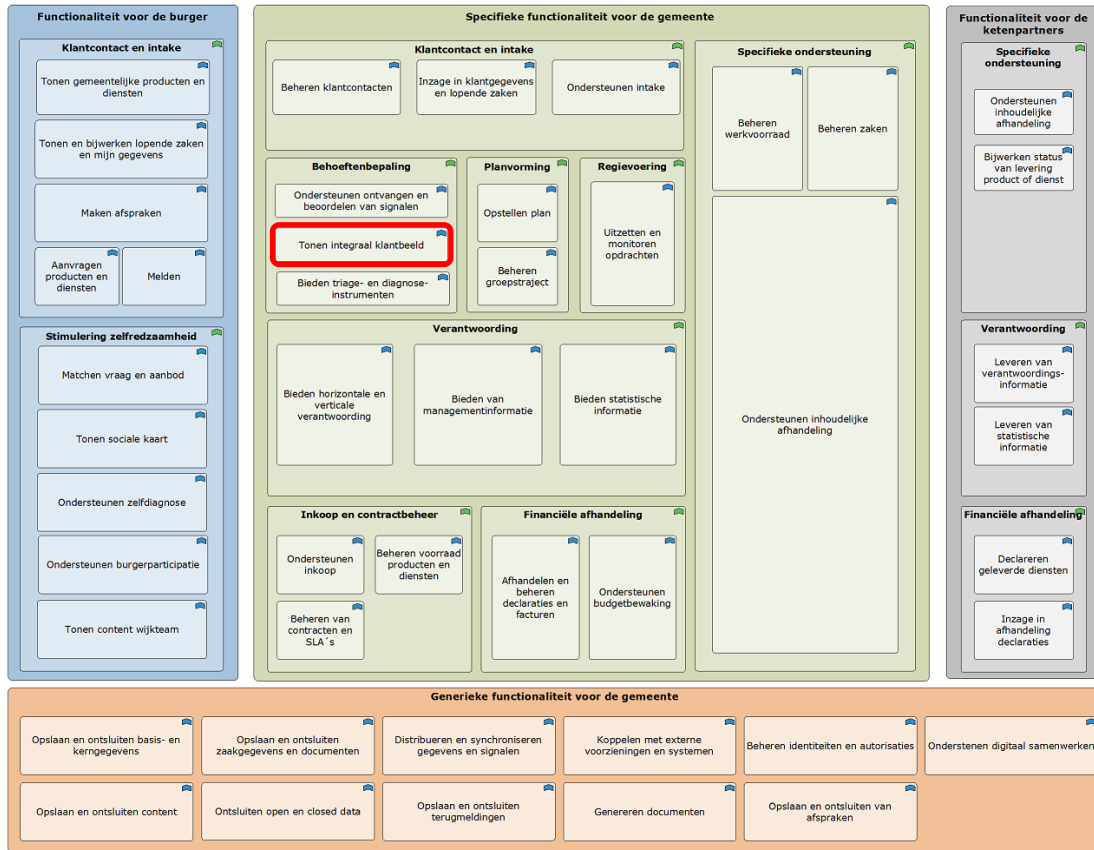 Functionaliteit voor de burger
Klantcontact en intake
Tonen gemeentelijke producten en
diensten
Tonen en bijwerken lopende zaken
en mijn gegevens
Maken afspraken
Aanvragen
producten en
diensten
Melden
Stimulering zelfredzaamheid
Matchen vraag en aanbod
Tonen sociale kaart
Ondersteunen zelfdiagnose
Ondersteunen burgerparticipatie
Tonen content wijkteam
Specifieke functionaliteit voor de gemeente
Klantcontact en intake
Beheren klantcontacten
Inzage in klantgegevens
en lopende zaken
Ondersteunen intake
Behoeftenbepaling
Ondersteunen ontvangen en
beoordelen van signalen
Tonen integraal klantbeeld
Bieden triage- en diagnose-
instrumenten
Planvorming
Opstellen plan
Beheren
groepstraject
Regievoering
Uitzetten en
monitoren
opdrachten
Verantwoording
Bieden horizontale en
verticale
verantwoording
Bieden van
managementinformatie
Bieden statistische
informatie
Inkoop en contractbeheer
Ondersteunen
inkoop
Beheren voorraad
producten en
diensten
Beheren van
contracten en
SLA´s
Financiële afhandeling
Afhandelen en
beheren
declaraties en
facturen
Ondersteunen
budgetbewaking
Specifieke ondersteuning
Beheren
werkvoorraad
Beheren zaken
Ondersteunen inhoudelijke
afhandeling
Functionaliteit voor de
ketenpartners
Specifieke
ondersteuning
Ondersteunen
inhoudelijke
afhandeling
Bijwerken status
van levering
product of dienst
Verantwoording
Leveren van
verantwoordings-
informatie
Leveren van
statistische
informatie
Financiële afhandeling
Declareren
geleverde diensten
Inzage in
afhandeling
declaraties
Generieke functionaliteit voor de gemeente
Opslaan en ontsluiten basis- en
kerngegevens
Opslaan en ontsluiten
zaakgegevens en documenten
Distribueren en synchroniseren
gegevens en signalen
Koppelen met externe
voorzieningen en systemen
Beheren identiteiten en autorisaties
Onderstenen digitaal samenwerken
Opslaan en ontsluiten content
Ontsluiten open en closed data
Opslaan en ontsluiten
terugmeldingen
Genereren documenten
Opslaan en ontsluiten van
afspraken